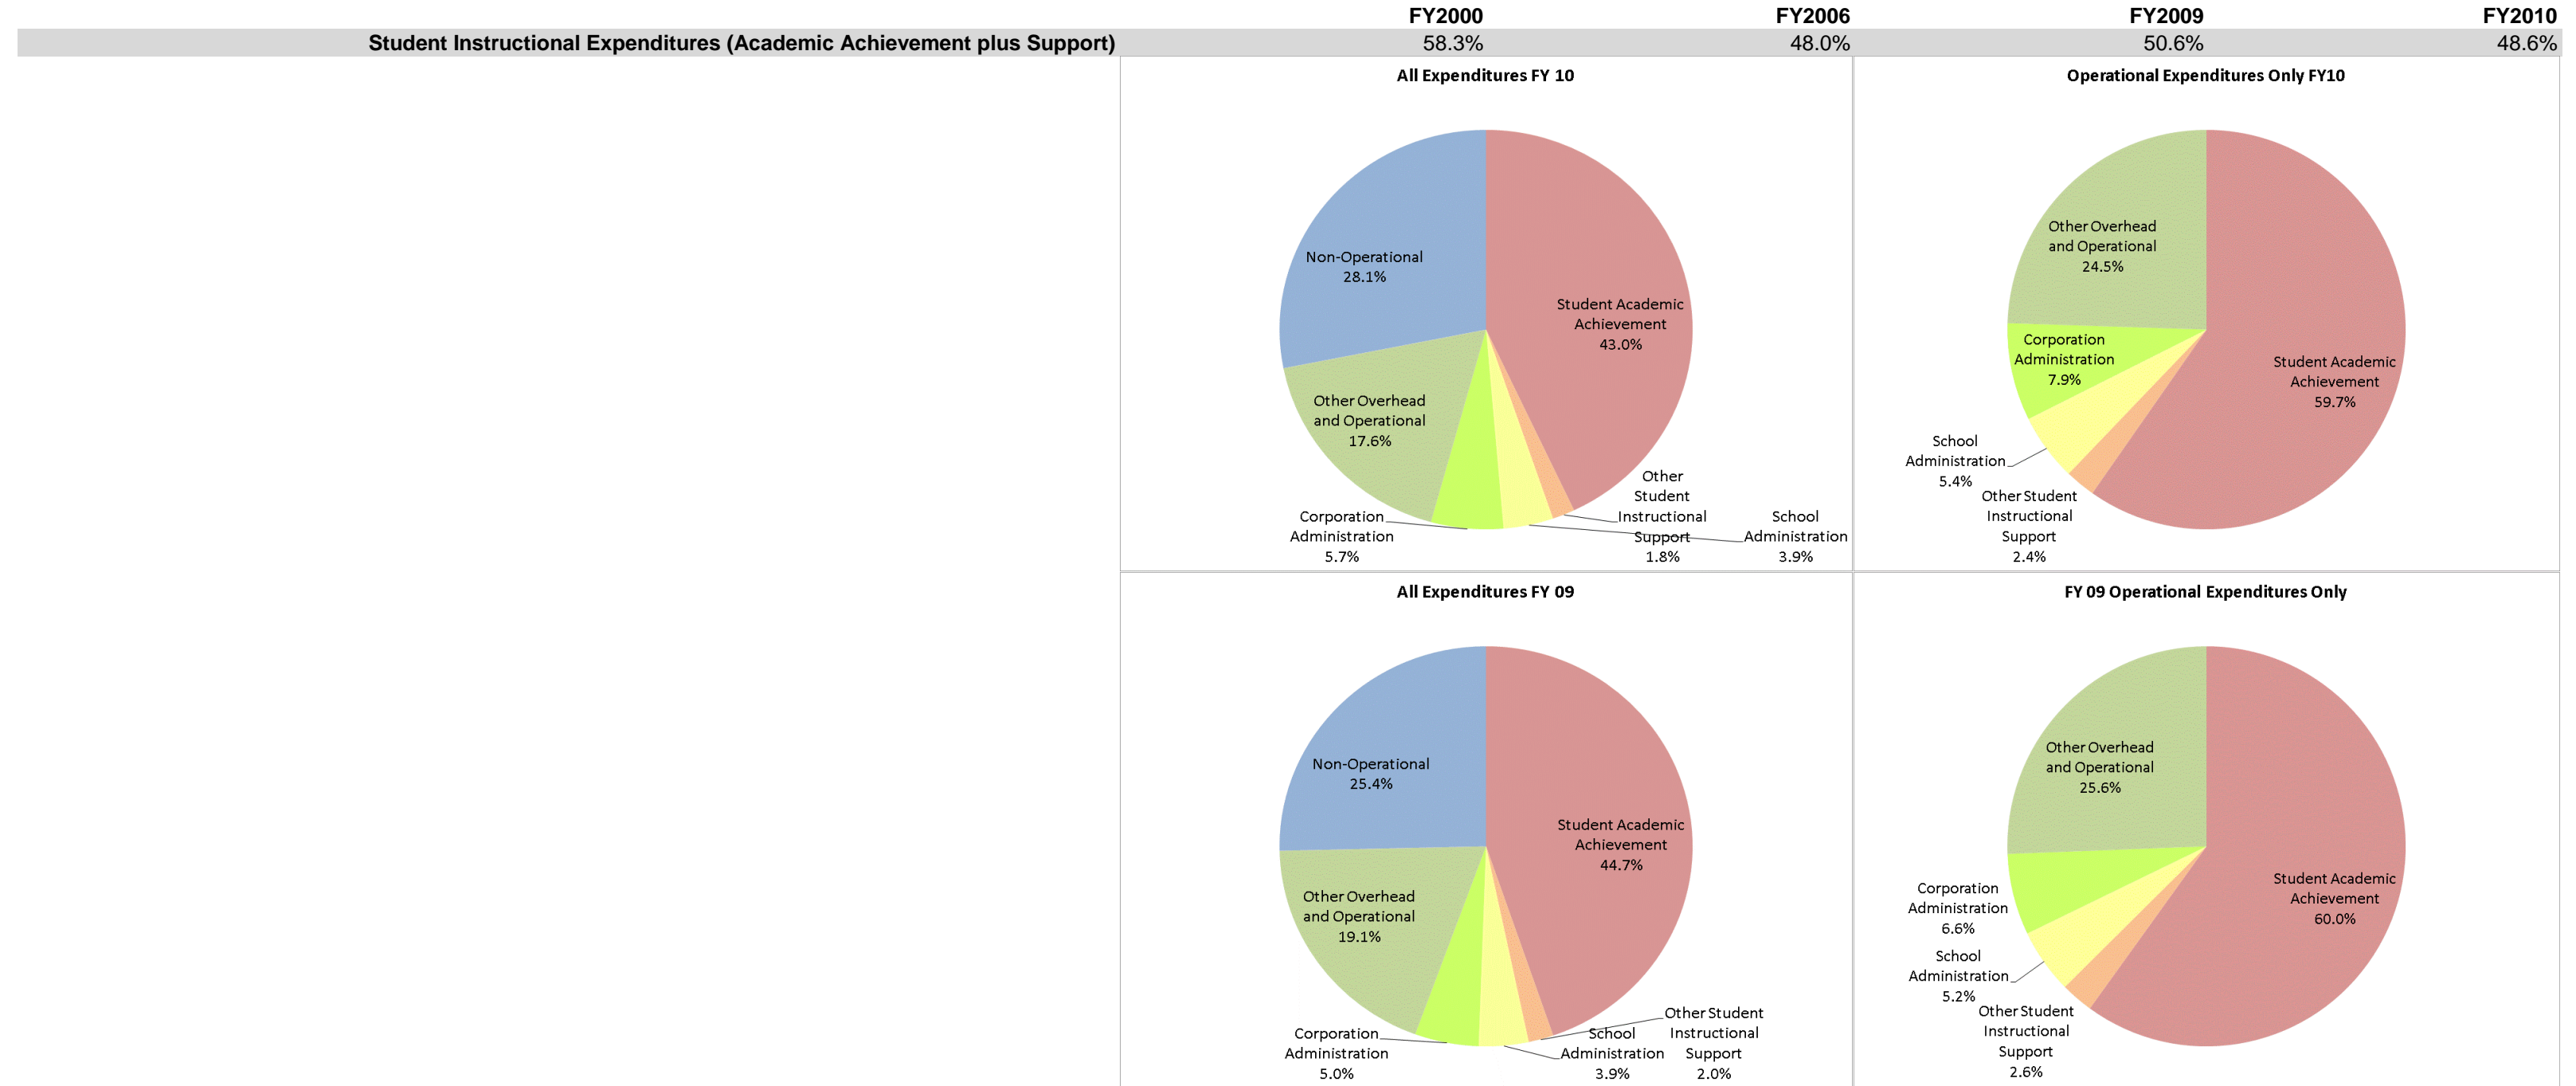 FY2000 FY2006 FY2009 FY2010
Student Instructional Expenditures (Academic Achievement plus Support) 58.3% 48.0% 50.6% 48.6%
All Expenditures FY 10
Non-Operational
28.1%
Student Academic
Achievement
43.0%
Other Overhead
and Operational
17.6%
Corporation
Administration
5.7%
Other
Student
Instructional
Support
1.8%
School
Administration
3.9%
Operational Expenditures Only FY10
Other Overhead
and Operational
24.5%
Corporation
Administration
7.9%
Student Academic
Achievement
59.7%
School
Administration
5.4%
Other Student
Instructional
Support
2.4%
All Expenditures FY 09
Non-Operational
25.4%
Student Academic
Achievement
44.7%
Other Overhead
and Operational
19.1%
Corporation
Administration
5.0%
School
Administration
3.9%
Other Student
Instructional
Support
2.0%
FY 09 Operational Expenditures Only
Other Overhead
and Operational
25.6%
Student Academic
Achievement
60.0%
Corporation
Administration
6.6%
School
Administration
5.2%
Other Student
Instructional
Support
2.6%